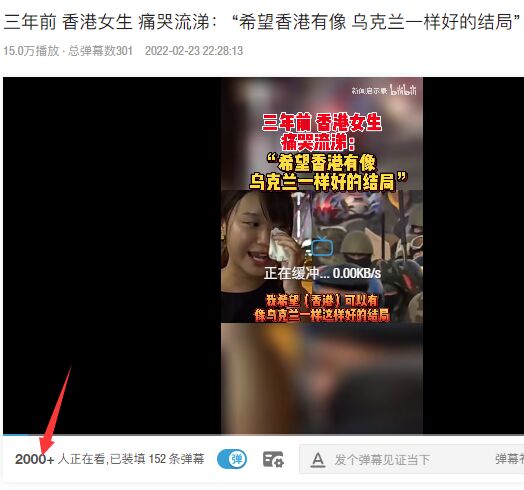 三年前 香港女生 痛哭流涕： “希望香港有像 乌克兰一样好的结局”
15.0万播放 · 总弹幕数301 2022-02-23 22:28:13
新闻启示录 bilibili
三年前 香港女生
痛哭流涕：
“希望香港有像
乌克兰一样好的结局”
正在缓冲... 0.00KB/s
我希望（香港）可以有
像乌克兰一样这样好的结局
2000+ 人正在看,已装填 152 条弹幕 弹 A 发个弹幕见证当下 弹幕礼